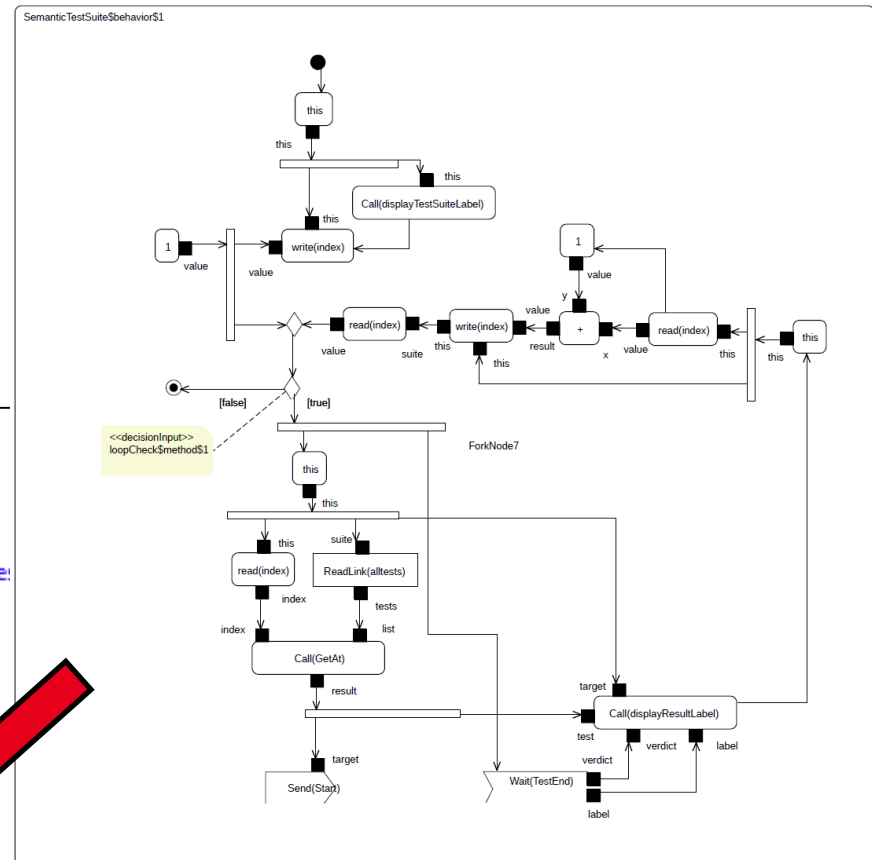 SemanticTestSuite$behavior$1
this
this
this
Call(displayTestSuiteLabel)
this
1
write(index)
1
value
value
value
y
value
read(index)
write(index)
+
read(index)
this
value
suite
this
result
x
value
this
this
this
[false]
[true]
<<decisionInput>>
loopCheck$method$1
ForkNode7
this
this
suite
this
read(index)
ReadLink(alltests)
index
tests
index
list
Call(GetAt)
target
result
Call(displayResultLabel)
test
verdict
label
target
verdict
Send(Start)
Wait(TestEnd)
label